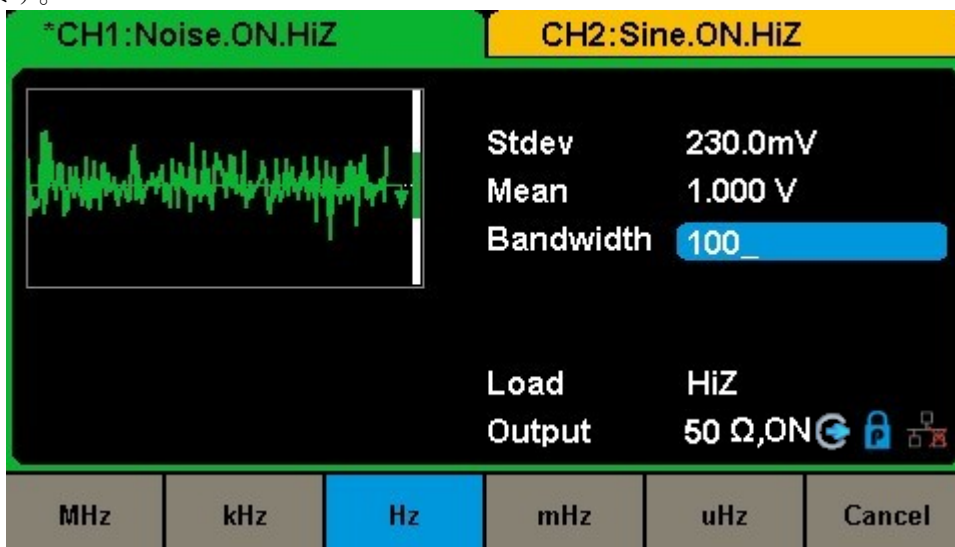 *CH1:Noise.ON.HiZ CH2:Sine.ON.HiZ
Stdev 230.0mV
Mean 1.000 V
Bandwidth 100_
Load HiZ
Output 50 Ω,ON P
MHz kHz Hz mHz uHz Cancel